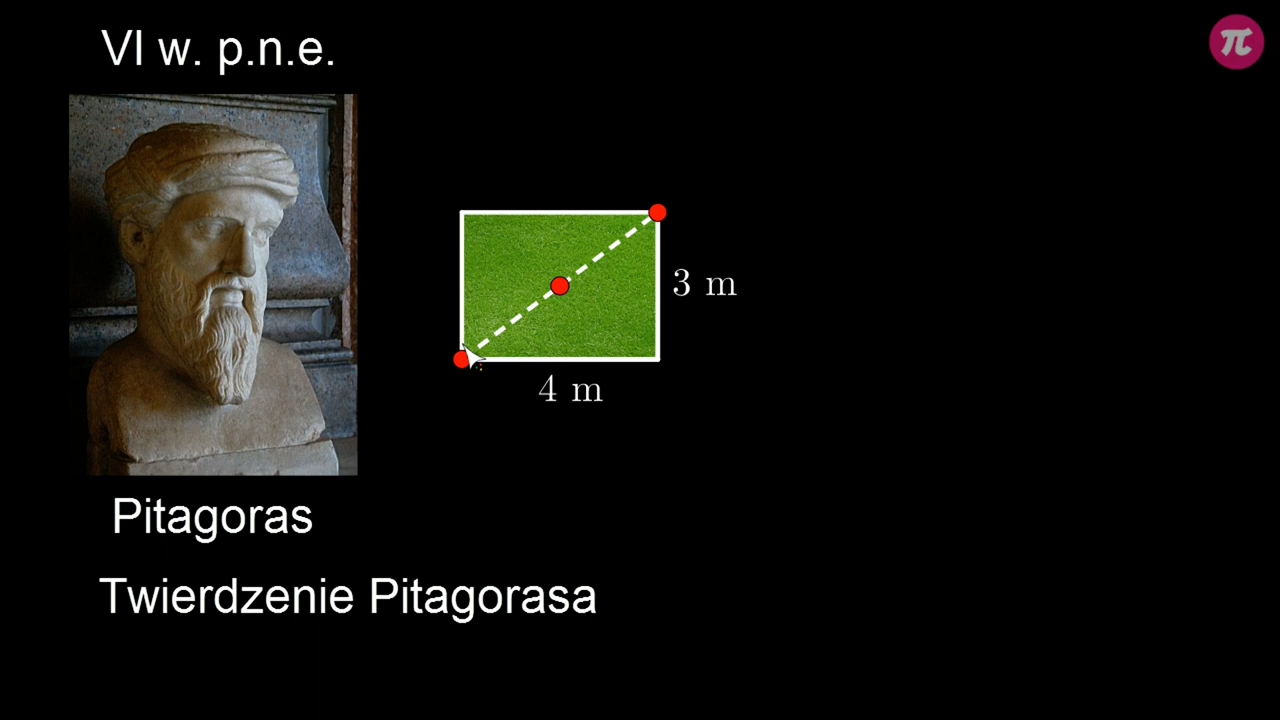 VI w. p.n.e.
π
3 m
4 m
Pitagoras
Twierdzenie Pitagorasa